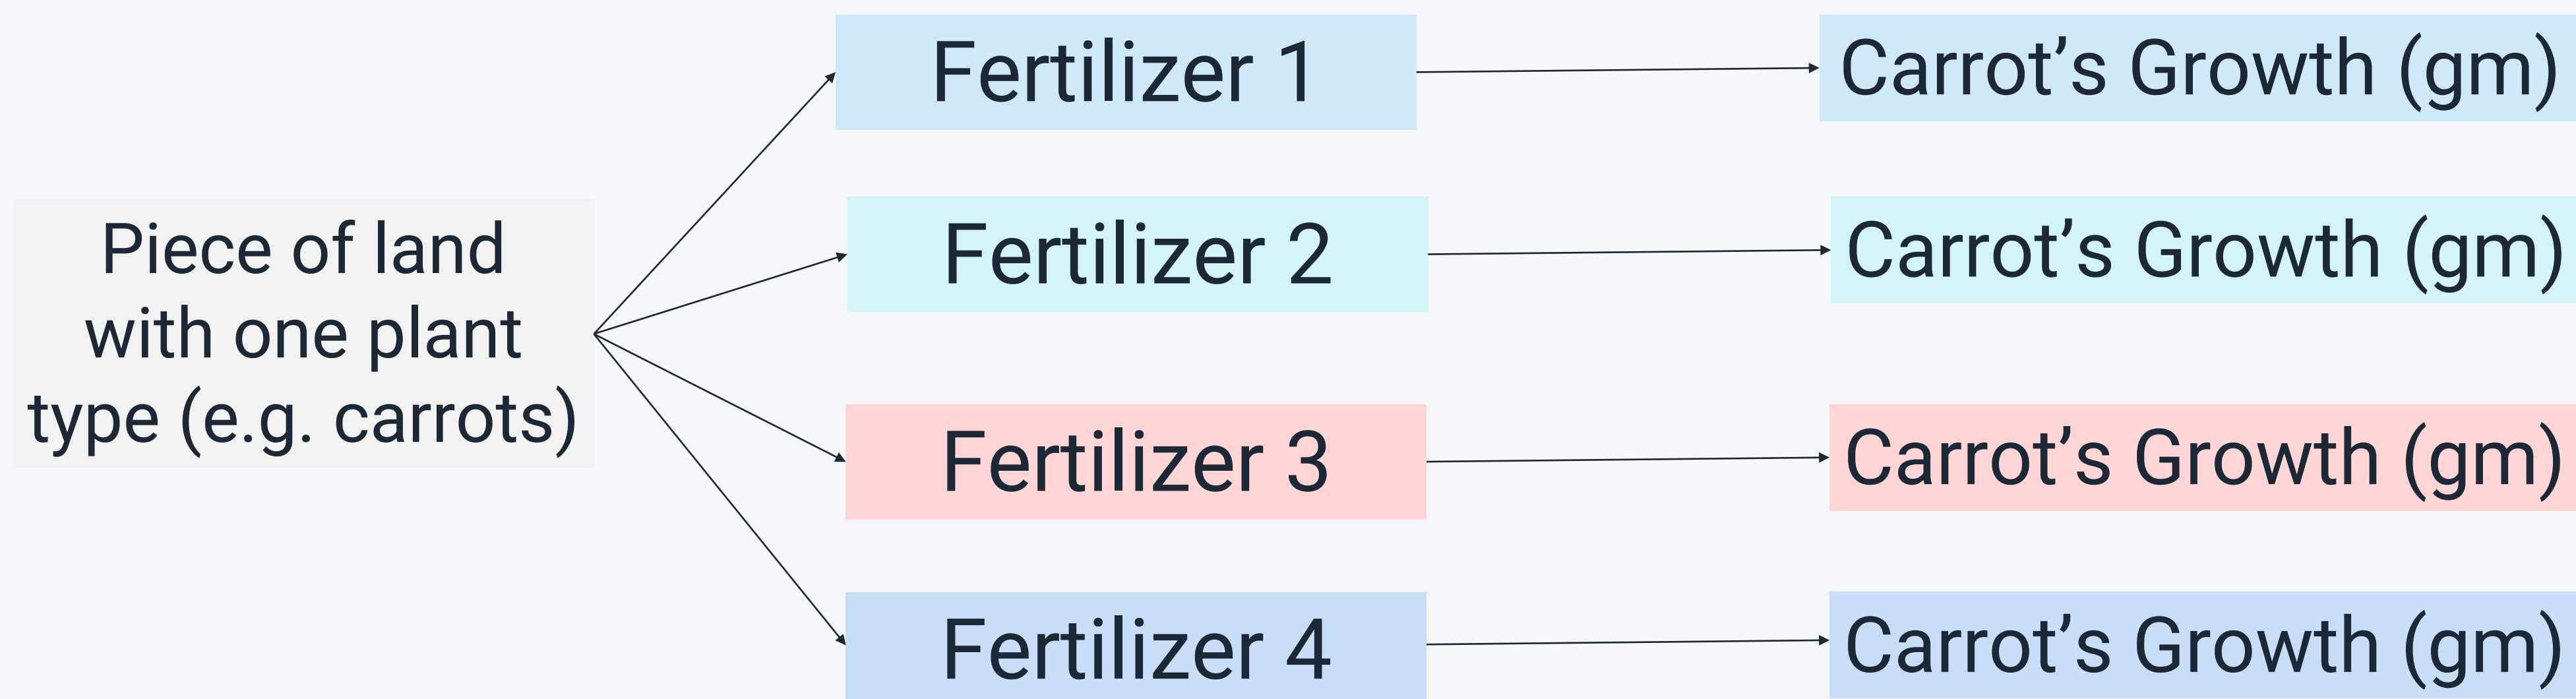 Fertilizer 1
Carrot’s Growth (gm)
Piece of land
with one plant
type (e.g. carrots)
Fertilizer 2
Carrot’s Growth (gm)
Fertilizer 3
Carrot’s Growth (gm)
Fertilizer 4
Carrot’s Growth (gm)